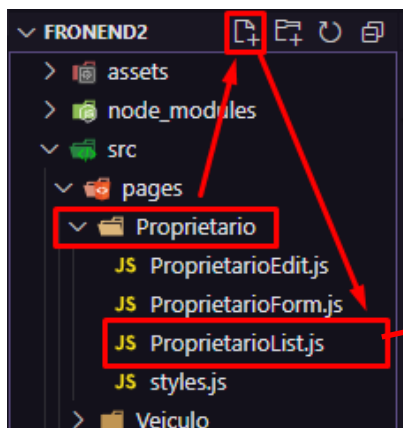 FRONEND2
assets
node_modules
src
pages
Proprietario
JS ProprietarioEdit.js
JS ProprietarioForm.js
JS ProprietarioList.js
JS styles.js
Veiculo